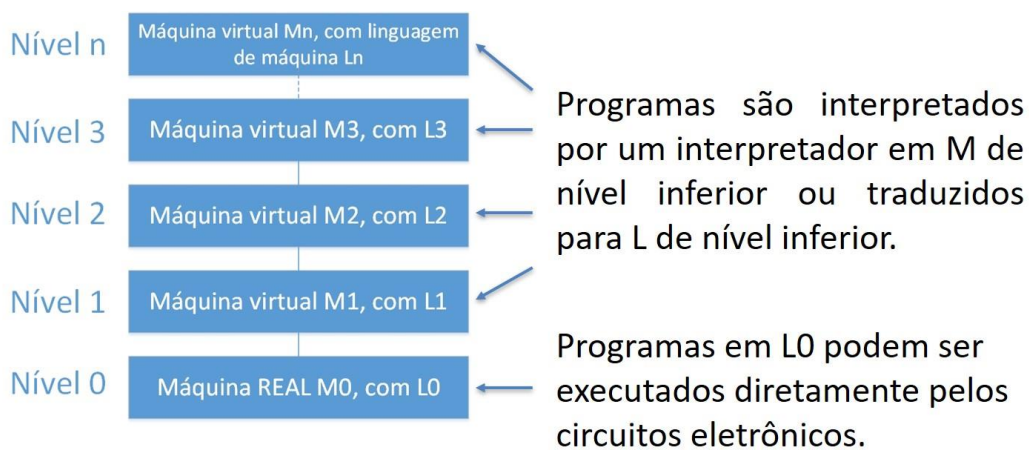 Nível n
Máquina virtual Mn, com linguagem
de máquina Ln
Nível 3
Máquina virtual M3, com L3
Nível 2
Máquina virtual M2, com L2
Nível 1
Máquina virtual M1, com L1
Nível 0
Máquina REAL M0, com L0
Programas são interpretados
por um interpretador em M de
nível inferior ou traduzidos
para L de nível inferior.
Programas em L0 podem ser
executados diretamente pelos
circuitos eletrônicos.